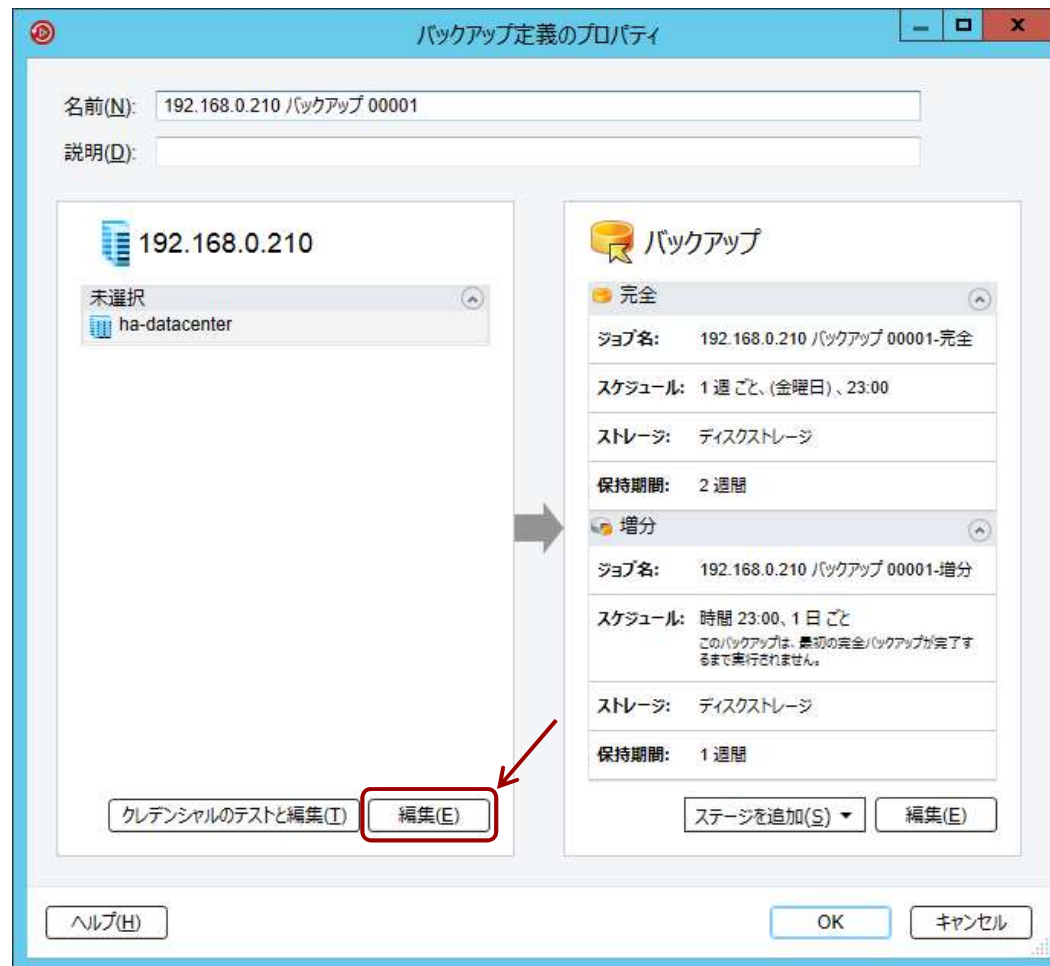 バックアップ定義のプロパティ
名前(N): 192.168.0.210 バックアップ 00001
説明(D):
192.168.0.210
未選択
ha-datacenter
クレデンシャルのテストと編集(T)
編集(E)
バックアップ
完全
ジョブ名: 192.168.0.210 バックアップ 00001-完全
スケジュール: 1 週 ごと、(金曜日) 、23:00
ストレージ: ディスクストレージ
保持期間: 2 週間
増分
ジョブ名: 192.168.0.210 バックアップ 00001-増分
スケジュール: 時間 23:00、1 日 ごと
このバックアップは、最初の完全バックアップが完了す
るまで実行されません。
ストレージ: ディスクストレージ
保持期間: 1 週間
ステージを追加(S)
編集(E)
ヘルプ(H)
OK
キャンセル